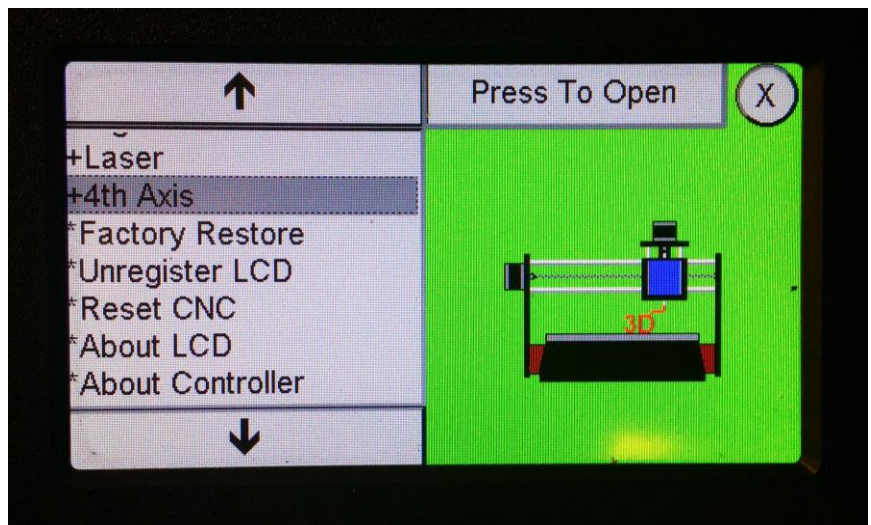 Press To Open
X
+Laser
+4th Axis
*Factory Restore
*Unregister LCD
*Reset CNC
*About LCD
*About Controller
3D